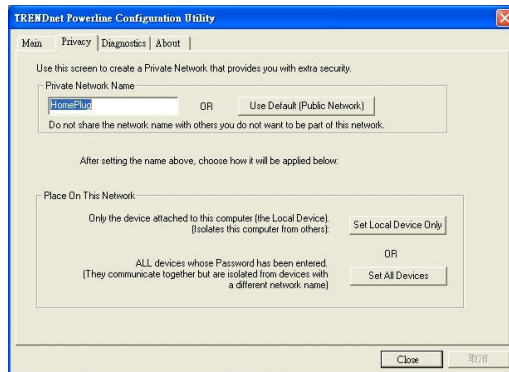 TRENDnet Powerline Configuration Utility
Main Privacy Diagnostics About
Use this screen to create a Private Network that provides you with extra security.
Private Network Name
HomePlug OR Use Default (Public Network)
Do not share the network name with others you do not want to be part of this network.
After setting the name above, choose how it will be applied below:
Place On This Network
Only the device attached to this computer (the Local Device).
(Isolates this computer from others):
Set Local Device Only
OR
ALL devices whose Password has been entered.
(They communicate together but are isolated from devices with
a different network name)
Set All Devices
Close 取消